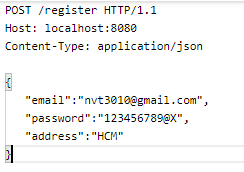 POST /register HTTP/1.1
Host: localhost:8080
Content-Type: application/json

{
   "email":"nvt3010@gmail.com",
   "password":"123456789@X",
   "address":"HCM"
}